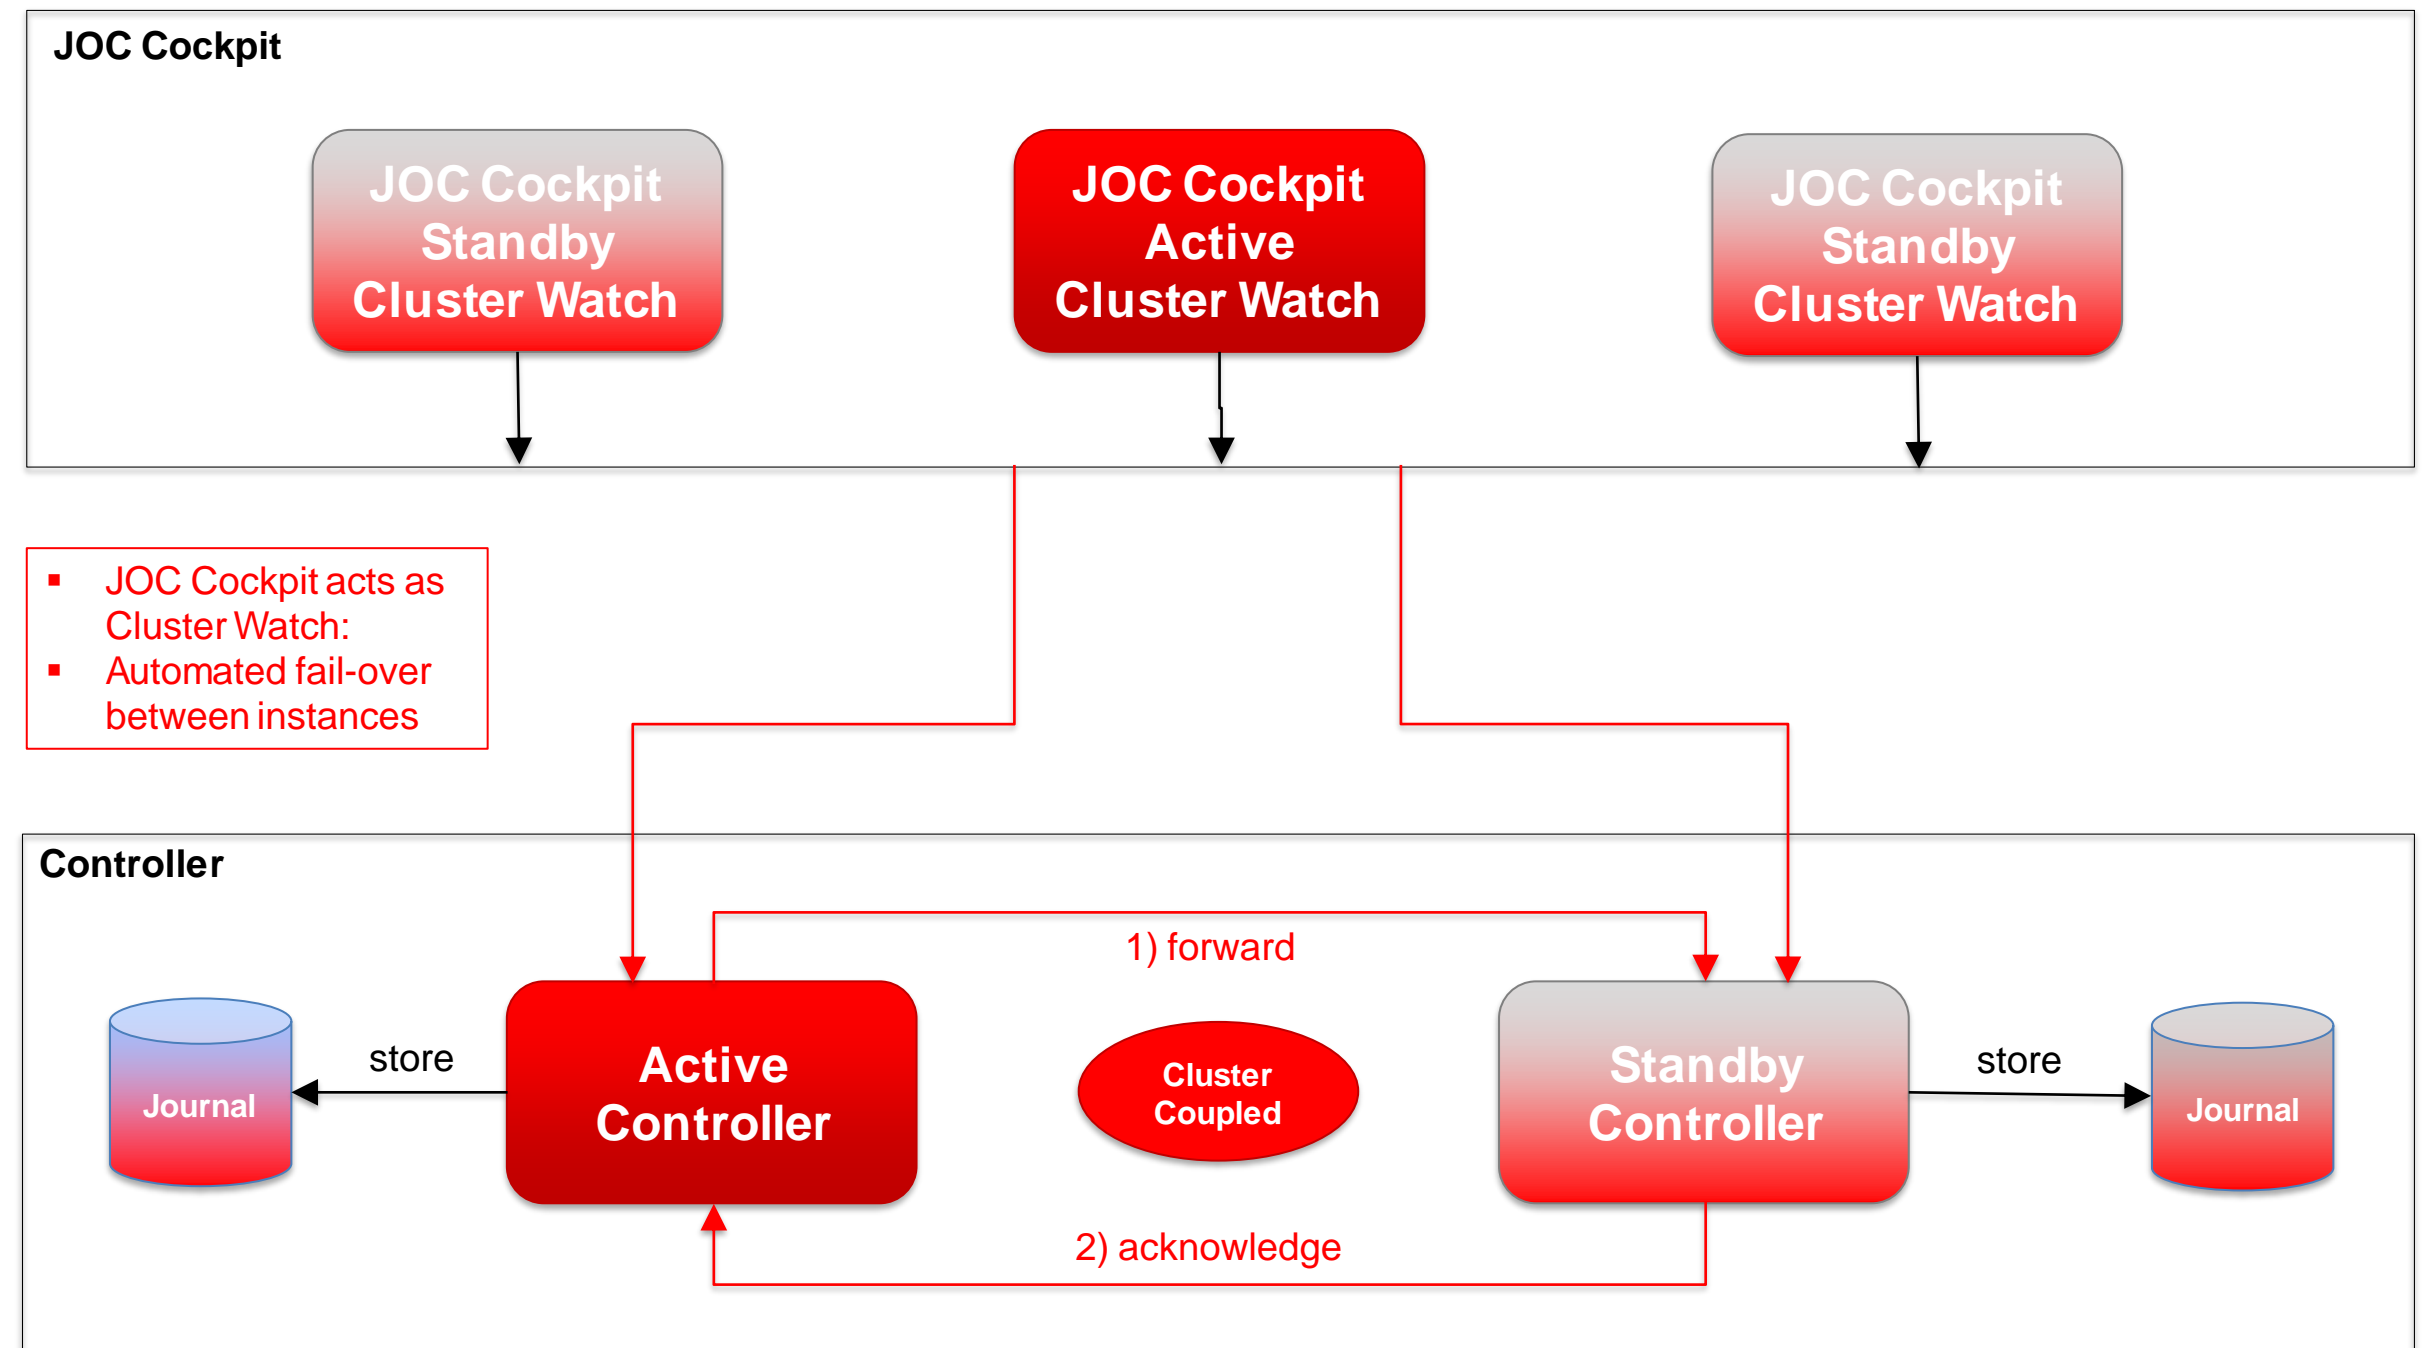 JOC Cockpit
JOC Cockpit
Standby
Cluster Watch
JOC Cockpit
Active
Cluster Watch
JOC Cockpit
Standby
Cluster Watch
▪ JOC Cockpit acts as
Cluster Watch:
▪ Automated fail-over
between instances
Controller
1) forward
Journal
store
Active
Controller
Cluster
Coupled
Standby
Controller
store
Journal
2) acknowledge